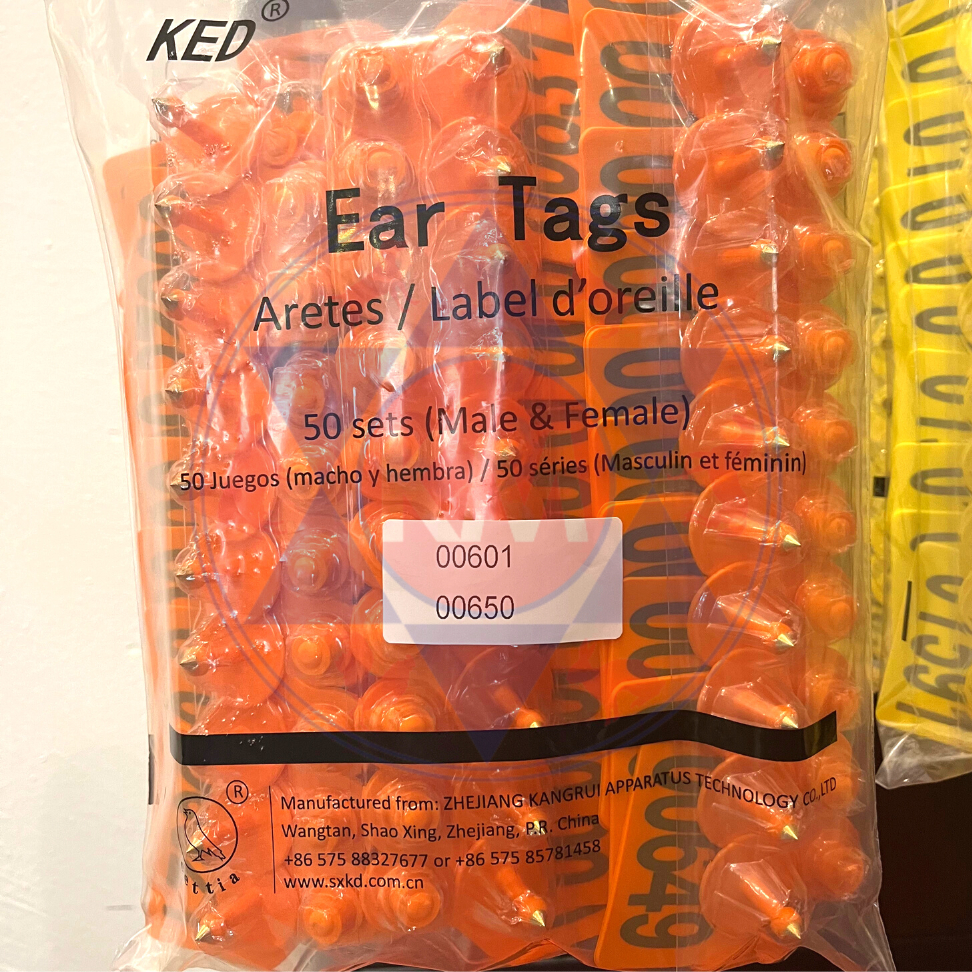 KED ®
Ear Tags
Aretes / Label d'oreille
50 sets (Male & Female)
50 Juegos (macho y hembra) / 50 séries (Masculin et féminin)
00601
00650
®
Manufactured from: ZHEJIANG KANGRUI APPARATUS TECHNOLOGY CO.,LTD
Wangtan, Shao Xing, Zhejiang, P.R. China
+86 575 88327677 or +86 575 85781458
www.sxkd.com.cn
00649